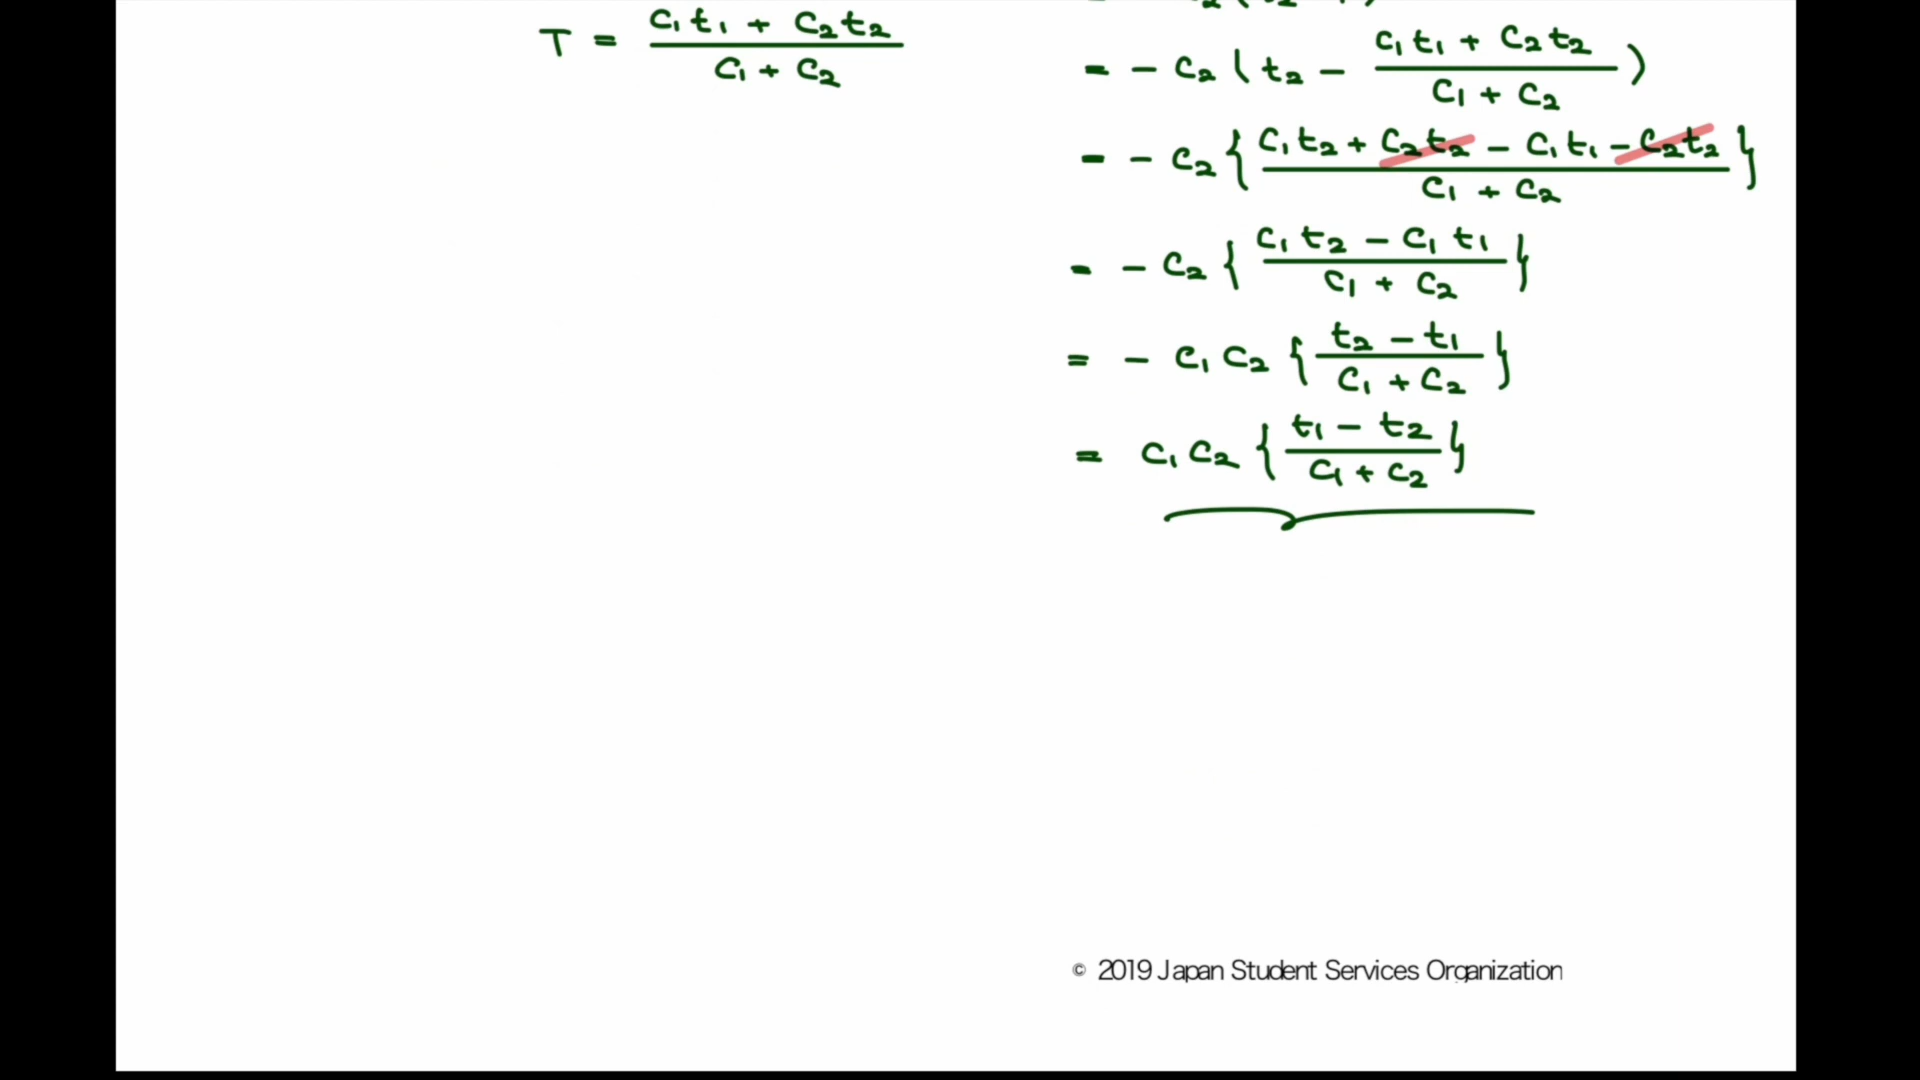 T = (C₁t₁ + C₂t₂) / (C₁ + C₂)
= - C₂ ( t₂ - (C₁t₁ + C₂t₂) / (C₁ + C₂) )
= - C₂ { (C₁t₂ + C₂t₂ - C₁t₁ - C₂t₂) / (C₁ + C₂) }
= - C₂ { (C₁t₂ - C₁t₁) / (C₁ + C₂) }
= - C₁C₂ { (t₂ - t₁) / (C₁ + C₂) }
= C₁C₂ { (t₁ - t₂) / (C₁ + C₂) }
© 2019 Japan Student Services Organization